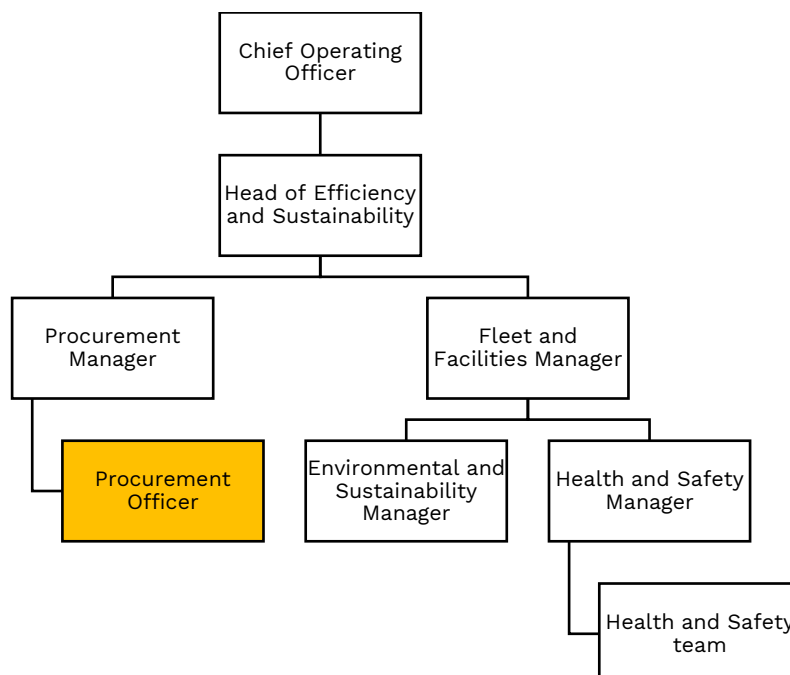 Chief Operating
Officer
Head of Efficiency
and Sustainability
Procurement
Manager
Fleet and
Facilities Manager
Procurement
Officer
Environmental and
Sustainability
Manager
Health and Safety
Manager
Health and Safety
team